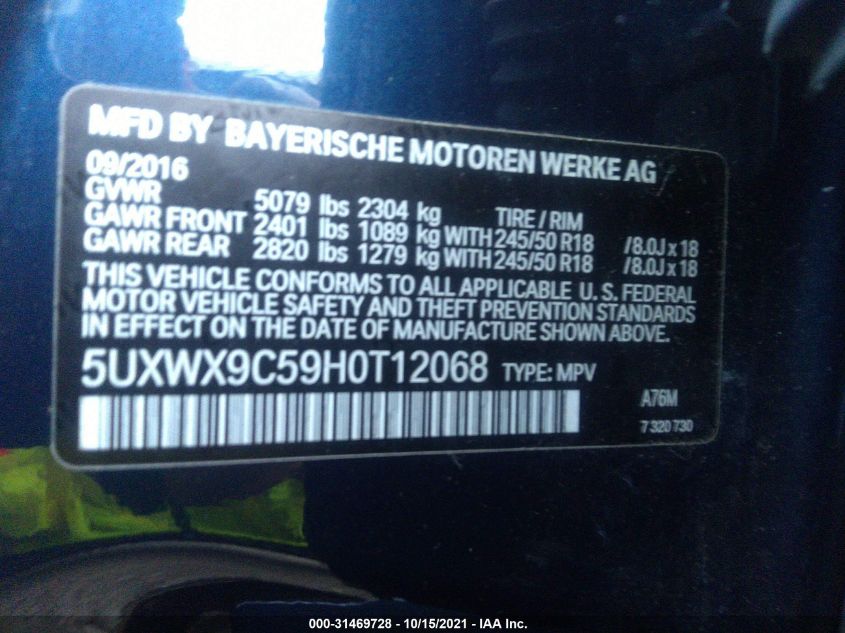 MFD BY BAYERISCHE MOTOREN WERKE AG
09/2016
GVWR 5079 lbs 2304 kg TIRE / RIM
GAWR FRONT 2401 lbs 1089 kg WITH 245/50 R18 /8.0J x 18
GAWR REAR 2820 lbs 1279 kg WITH 245/50 R18 /8.0J x 18
THIS VEHICLE CONFORMS TO ALL APPLICABLE U.S. FEDERAL
MOTOR VEHICLE SAFETY AND THEFT PREVENTION STANDARDS
IN EFFECT ON THE DATE OF MANUFACTURE SHOWN ABOVE.
5UXWX9C59H0T12068 TYPE: MPV
A76M
7 320 730
000-31469728 - 10/15/2021 - IAA Inc.